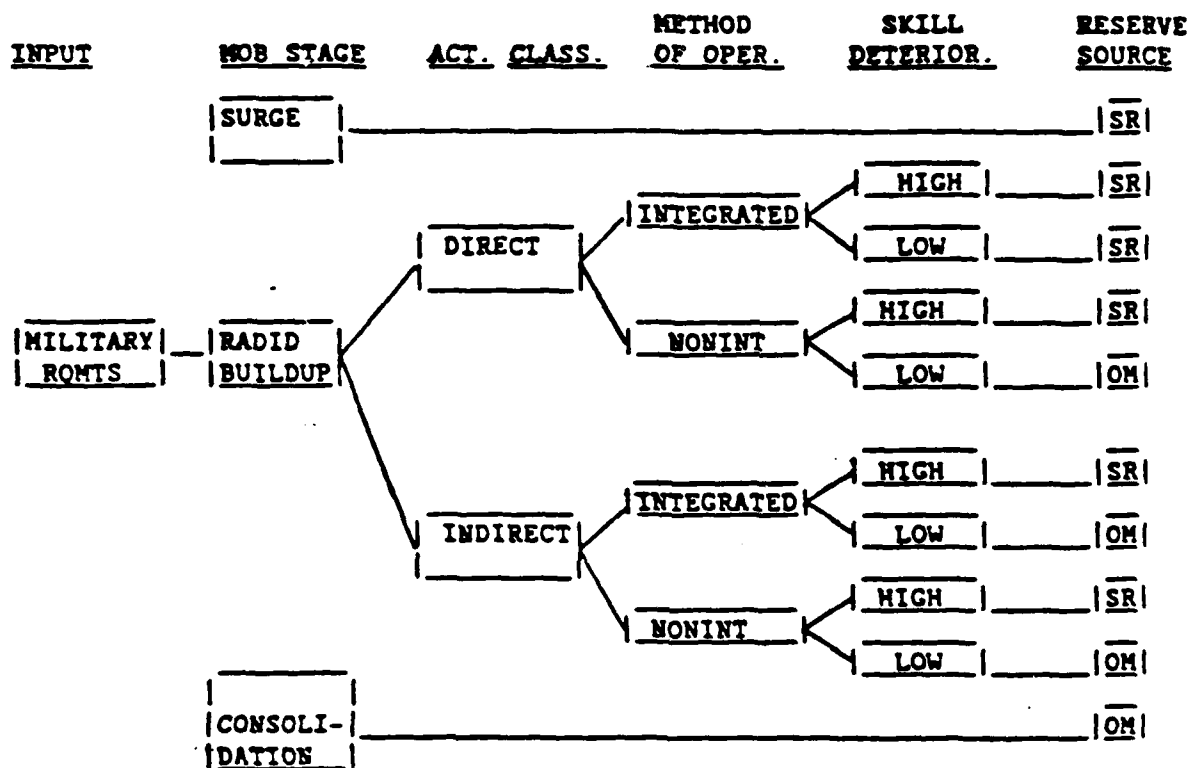 METHOD SKILL RESERVE
INPUT MOB STAGE ACT. CLASS. OF OPER. DETERIOR. SOURCE
SURGE SR
HIGH SR
INTEGRATED
DIRECT LOW SR
HIGH SR
MILITARY RADID NONINT
RQMTS BUILDUP LOW OM
HIGH SR
INTEGRATED
INDIRECT LOW OM
HIGH SR
NONINT
LOW OM
CONSOLI- OM
DATION